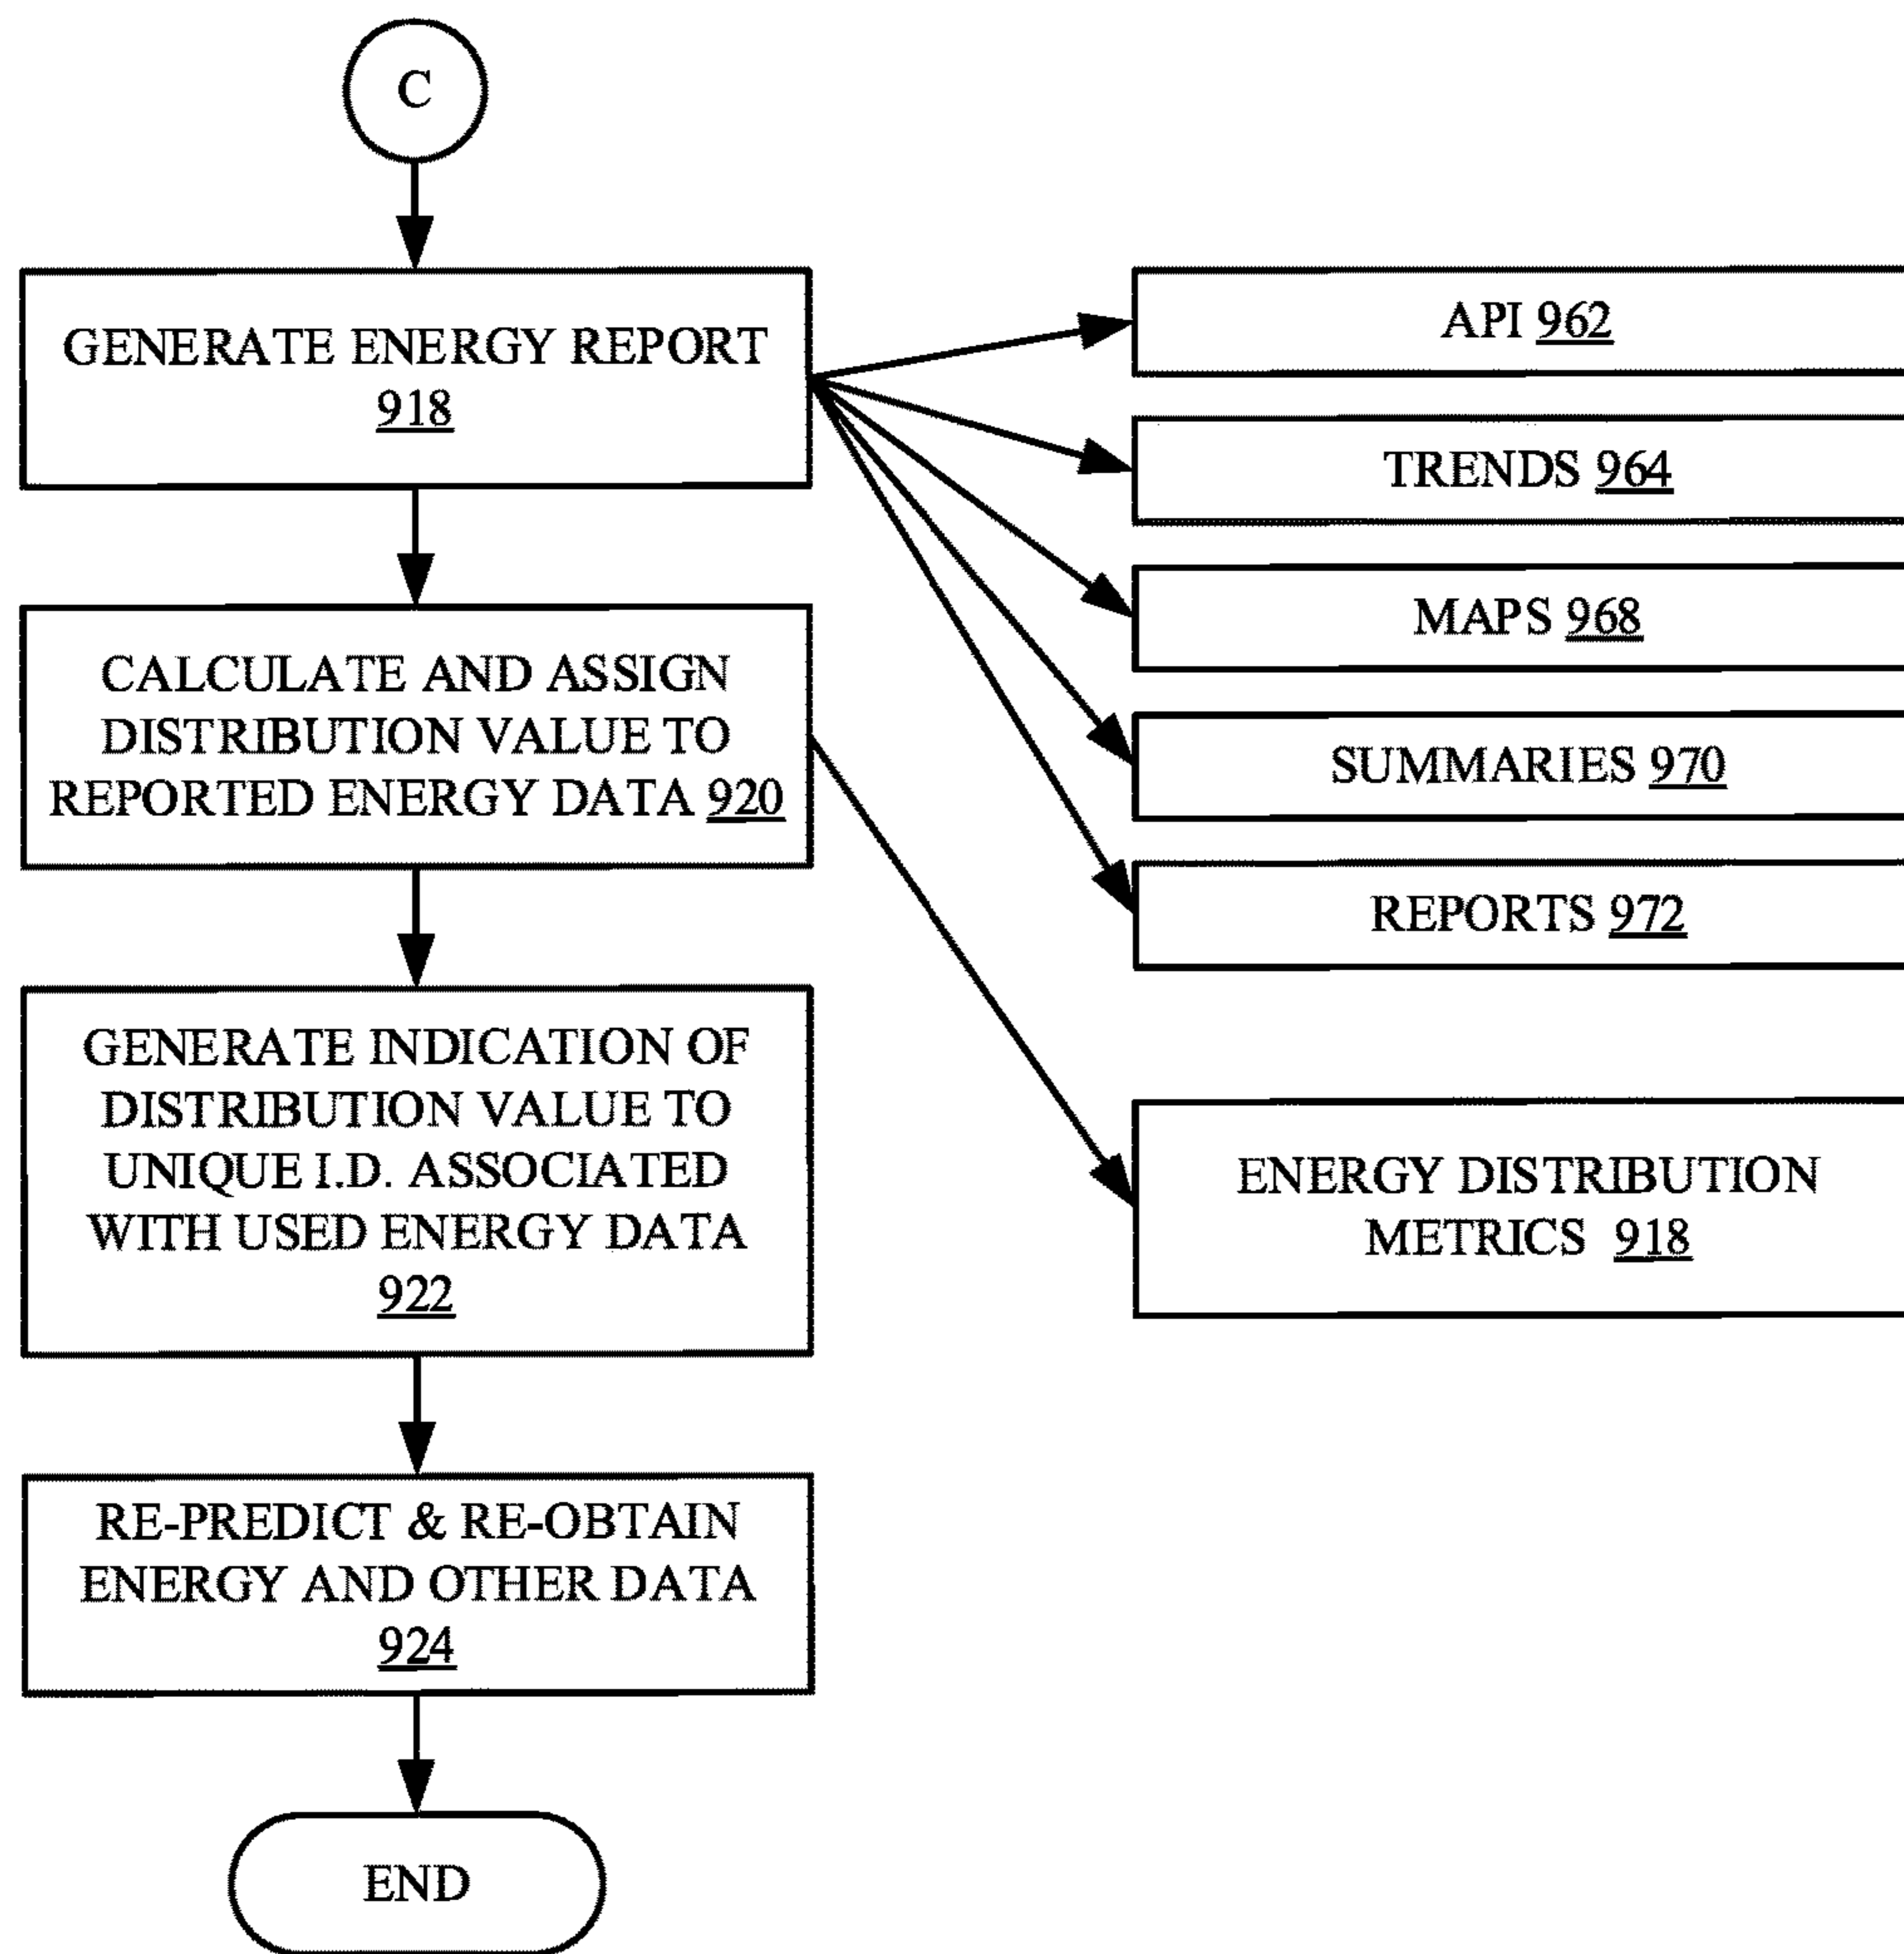 C
GENERATE ENERGY REPORT
918
CALCULATE AND ASSIGN
DISTRIBUTION VALUE TO
REPORTED ENERGY DATA 920
GENERATE INDICATION OF
DISTRIBUTION VALUE TO
UNIQUE I.D. ASSOCIATED
WITH USED ENERGY DATA
922
RE-PREDICT & RE-OBTAIN
ENERGY AND OTHER DATA
924
END
API 962
TRENDS 964
MAPS 968
SUMMARIES 970
REPORTS 972
ENERGY DISTRIBUTION
METRICS 918